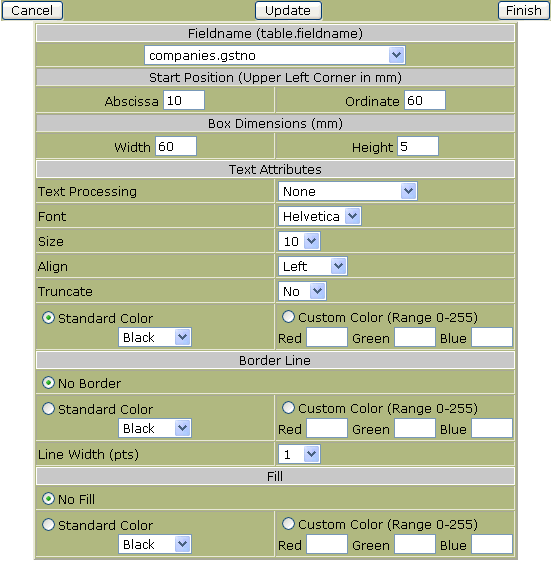 Cancel Update Finish
Fieldname (table.fieldname)
companies.gstno
Start Position (Upper Left Corner in mm)
Abscissa 10 Ordinate 60
Box Dimensions (mm)
Width 60 Height 5
Text Attributes
Text Processing None
Font Helvetica
Size 10
Align Left
Truncate No
Standard Color Custom Color (Range 0-255)
Black Red Green Blue
Border Line
No Border
Standard Color Custom Color (Range 0-255)
Black Red Green Blue
Line Width (pts) 1
Fill
No Fill
Standard Color Custom Color (Range 0-255)
Black Red Green Blue